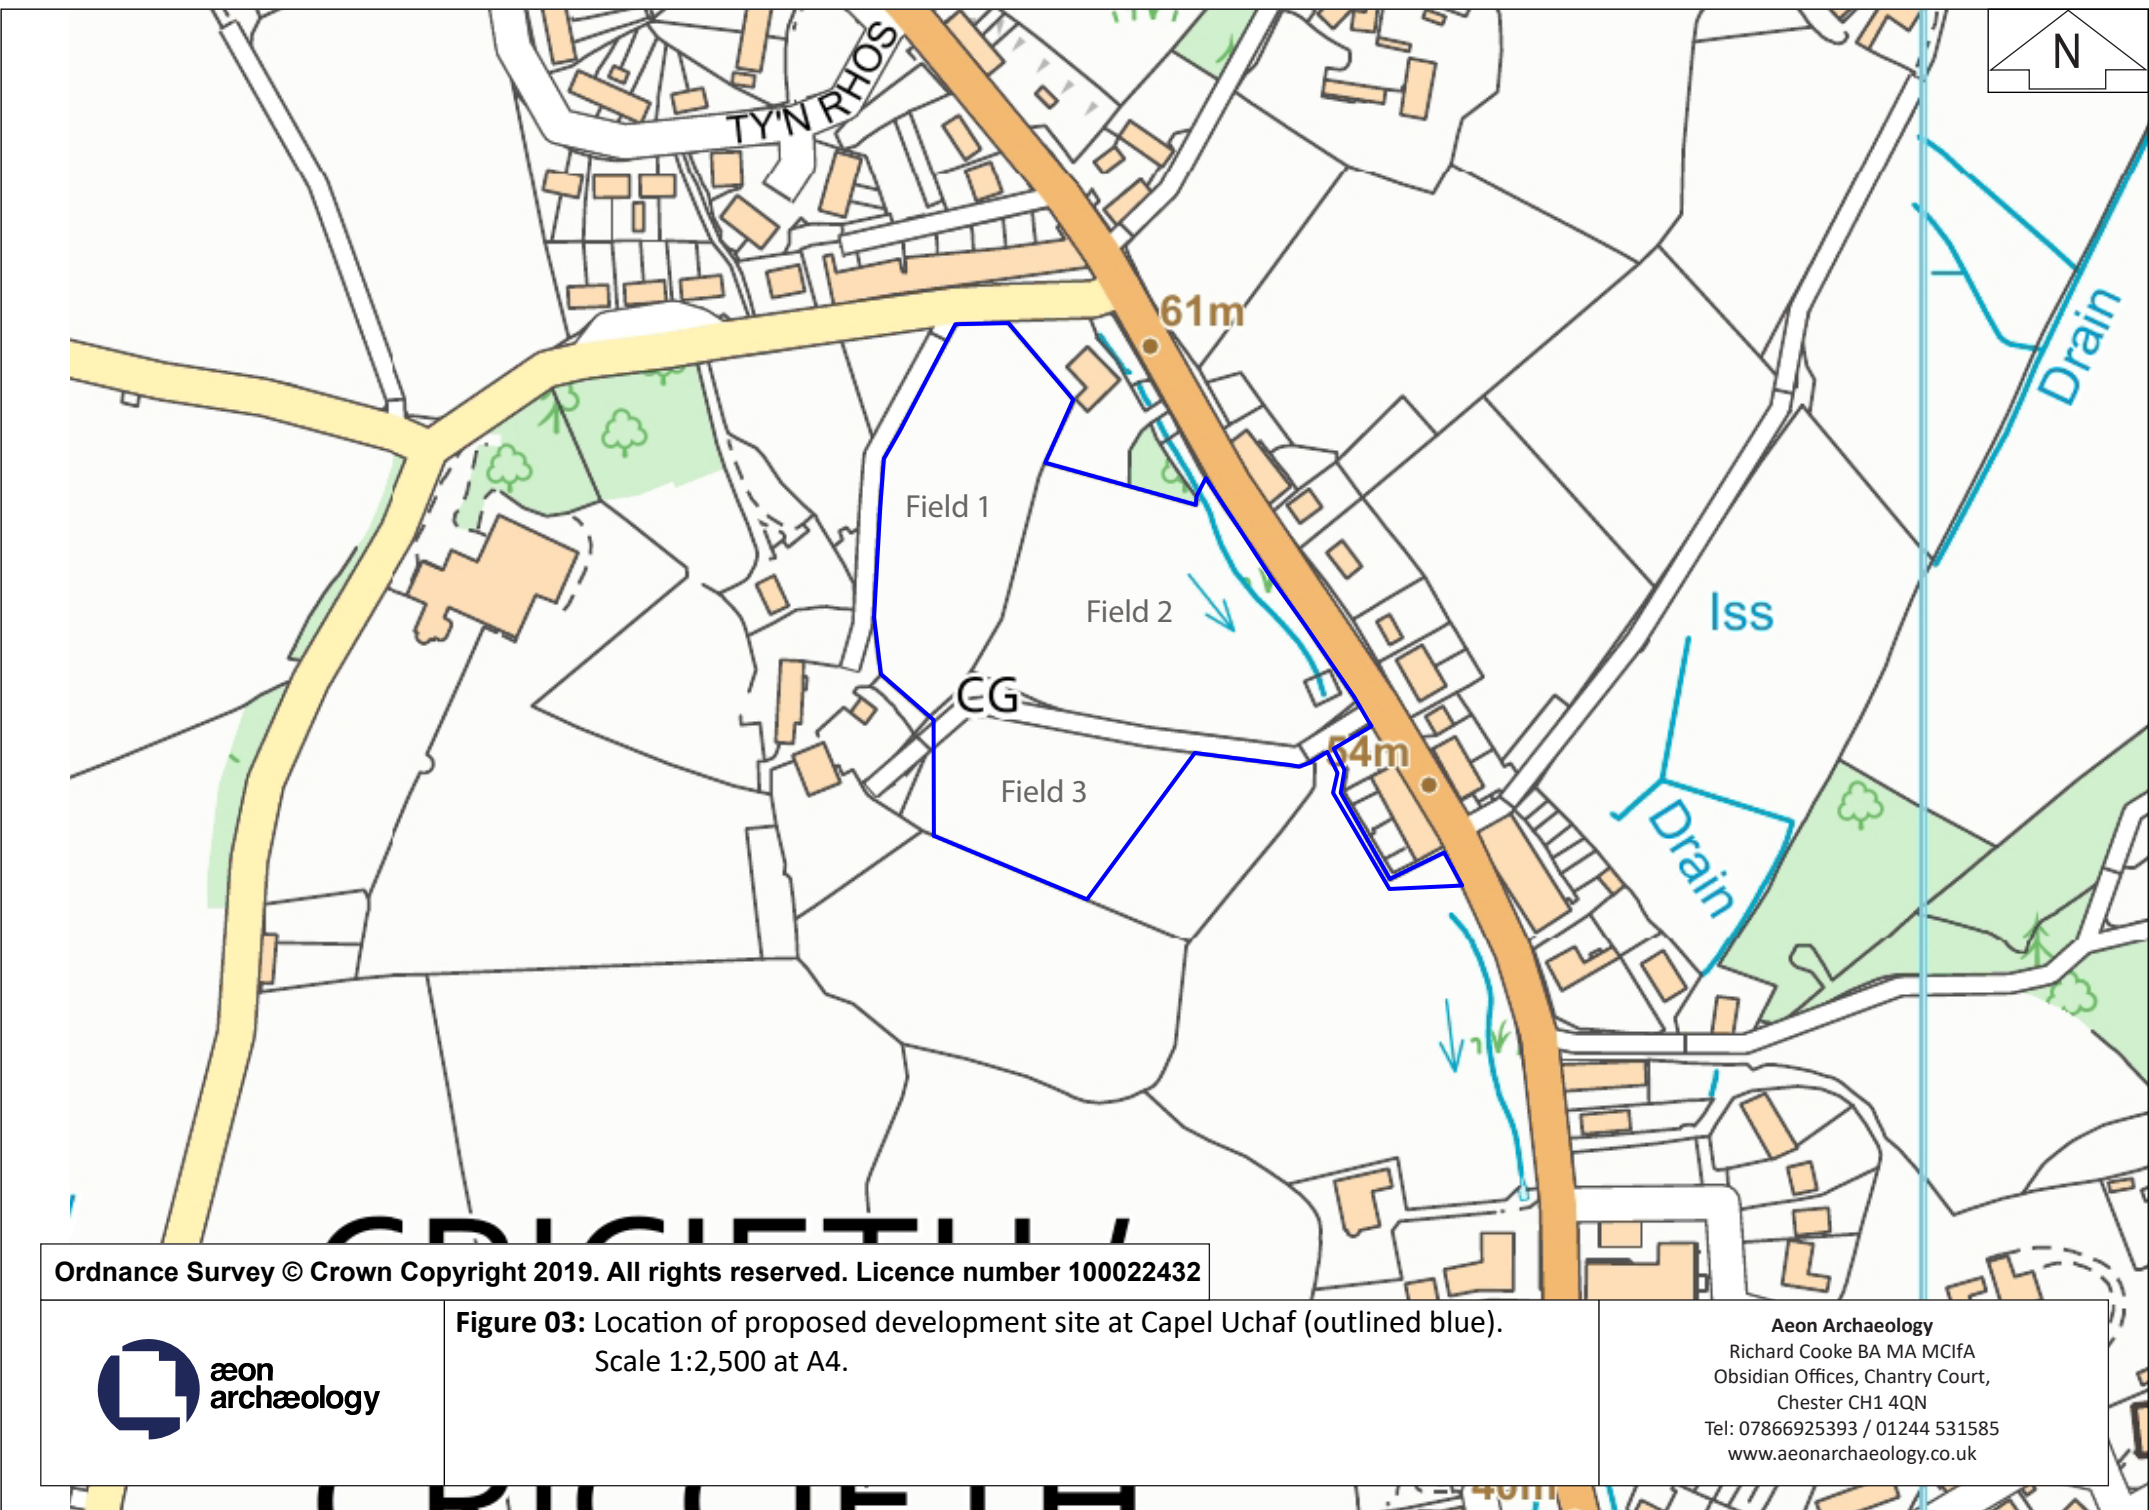 N
TY'N RHOS
61m
Drain
Field 1
Iss
Field 2
CG
54m
Field 3
Drain
CRICIETH /
Ordnance Survey © Crown Copyright 2019. All rights reserved. Licence number 100022432
æon
archæology
Figure 03: Location of proposed development site at Capel Uchaf (outlined blue).
Scale 1:2,500 at A4.
Aeon Archaeology
Richard Cooke BA MA MCIfA
Obsidian Offices, Chantry Court,
Chester CH1 4QN
Tel: 07866925393 / 01244 531585
www.aeonarchaeology.co.uk
CRICCIETH
40m